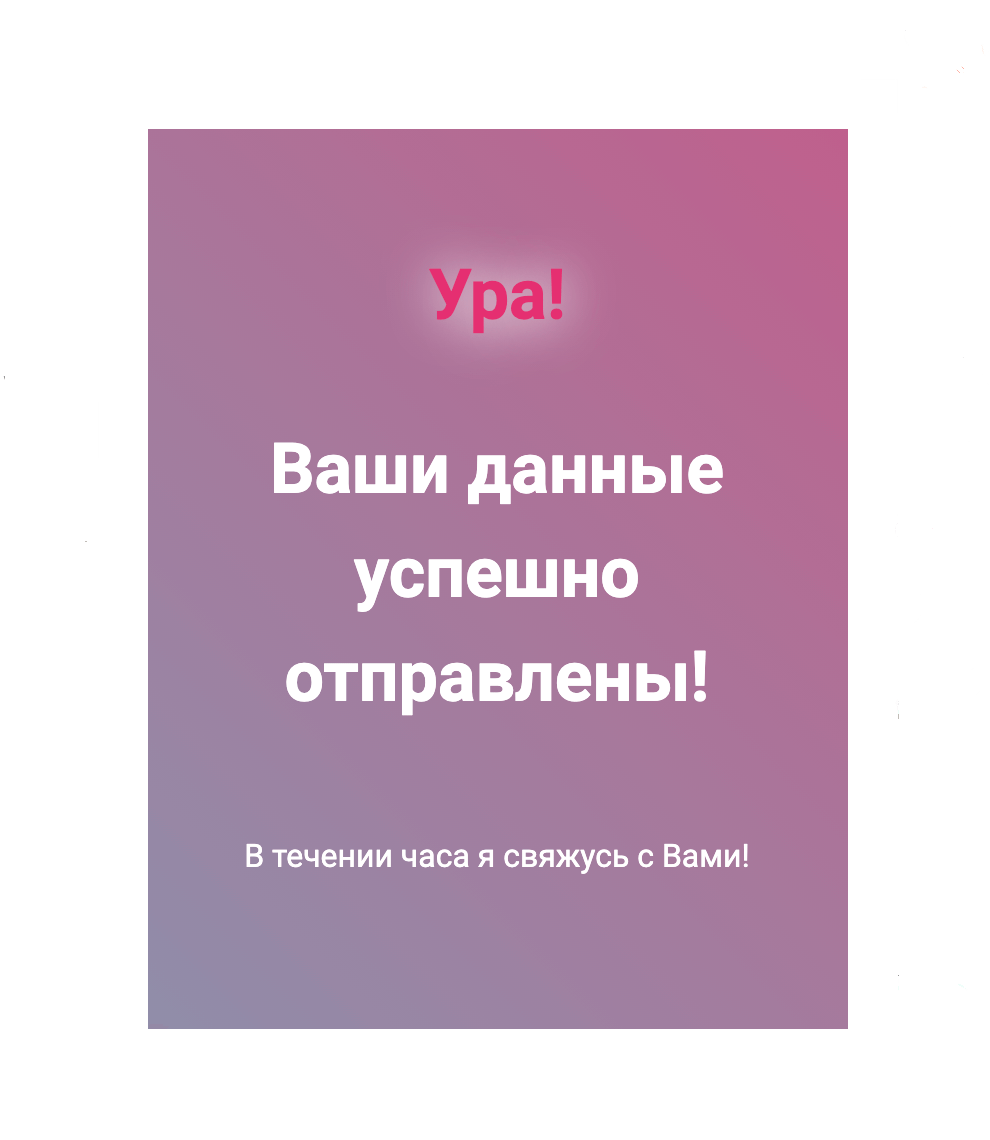 Ура!
Ваши данные
успешно
отправлены!
В течении часа я свяжусь с Вами!